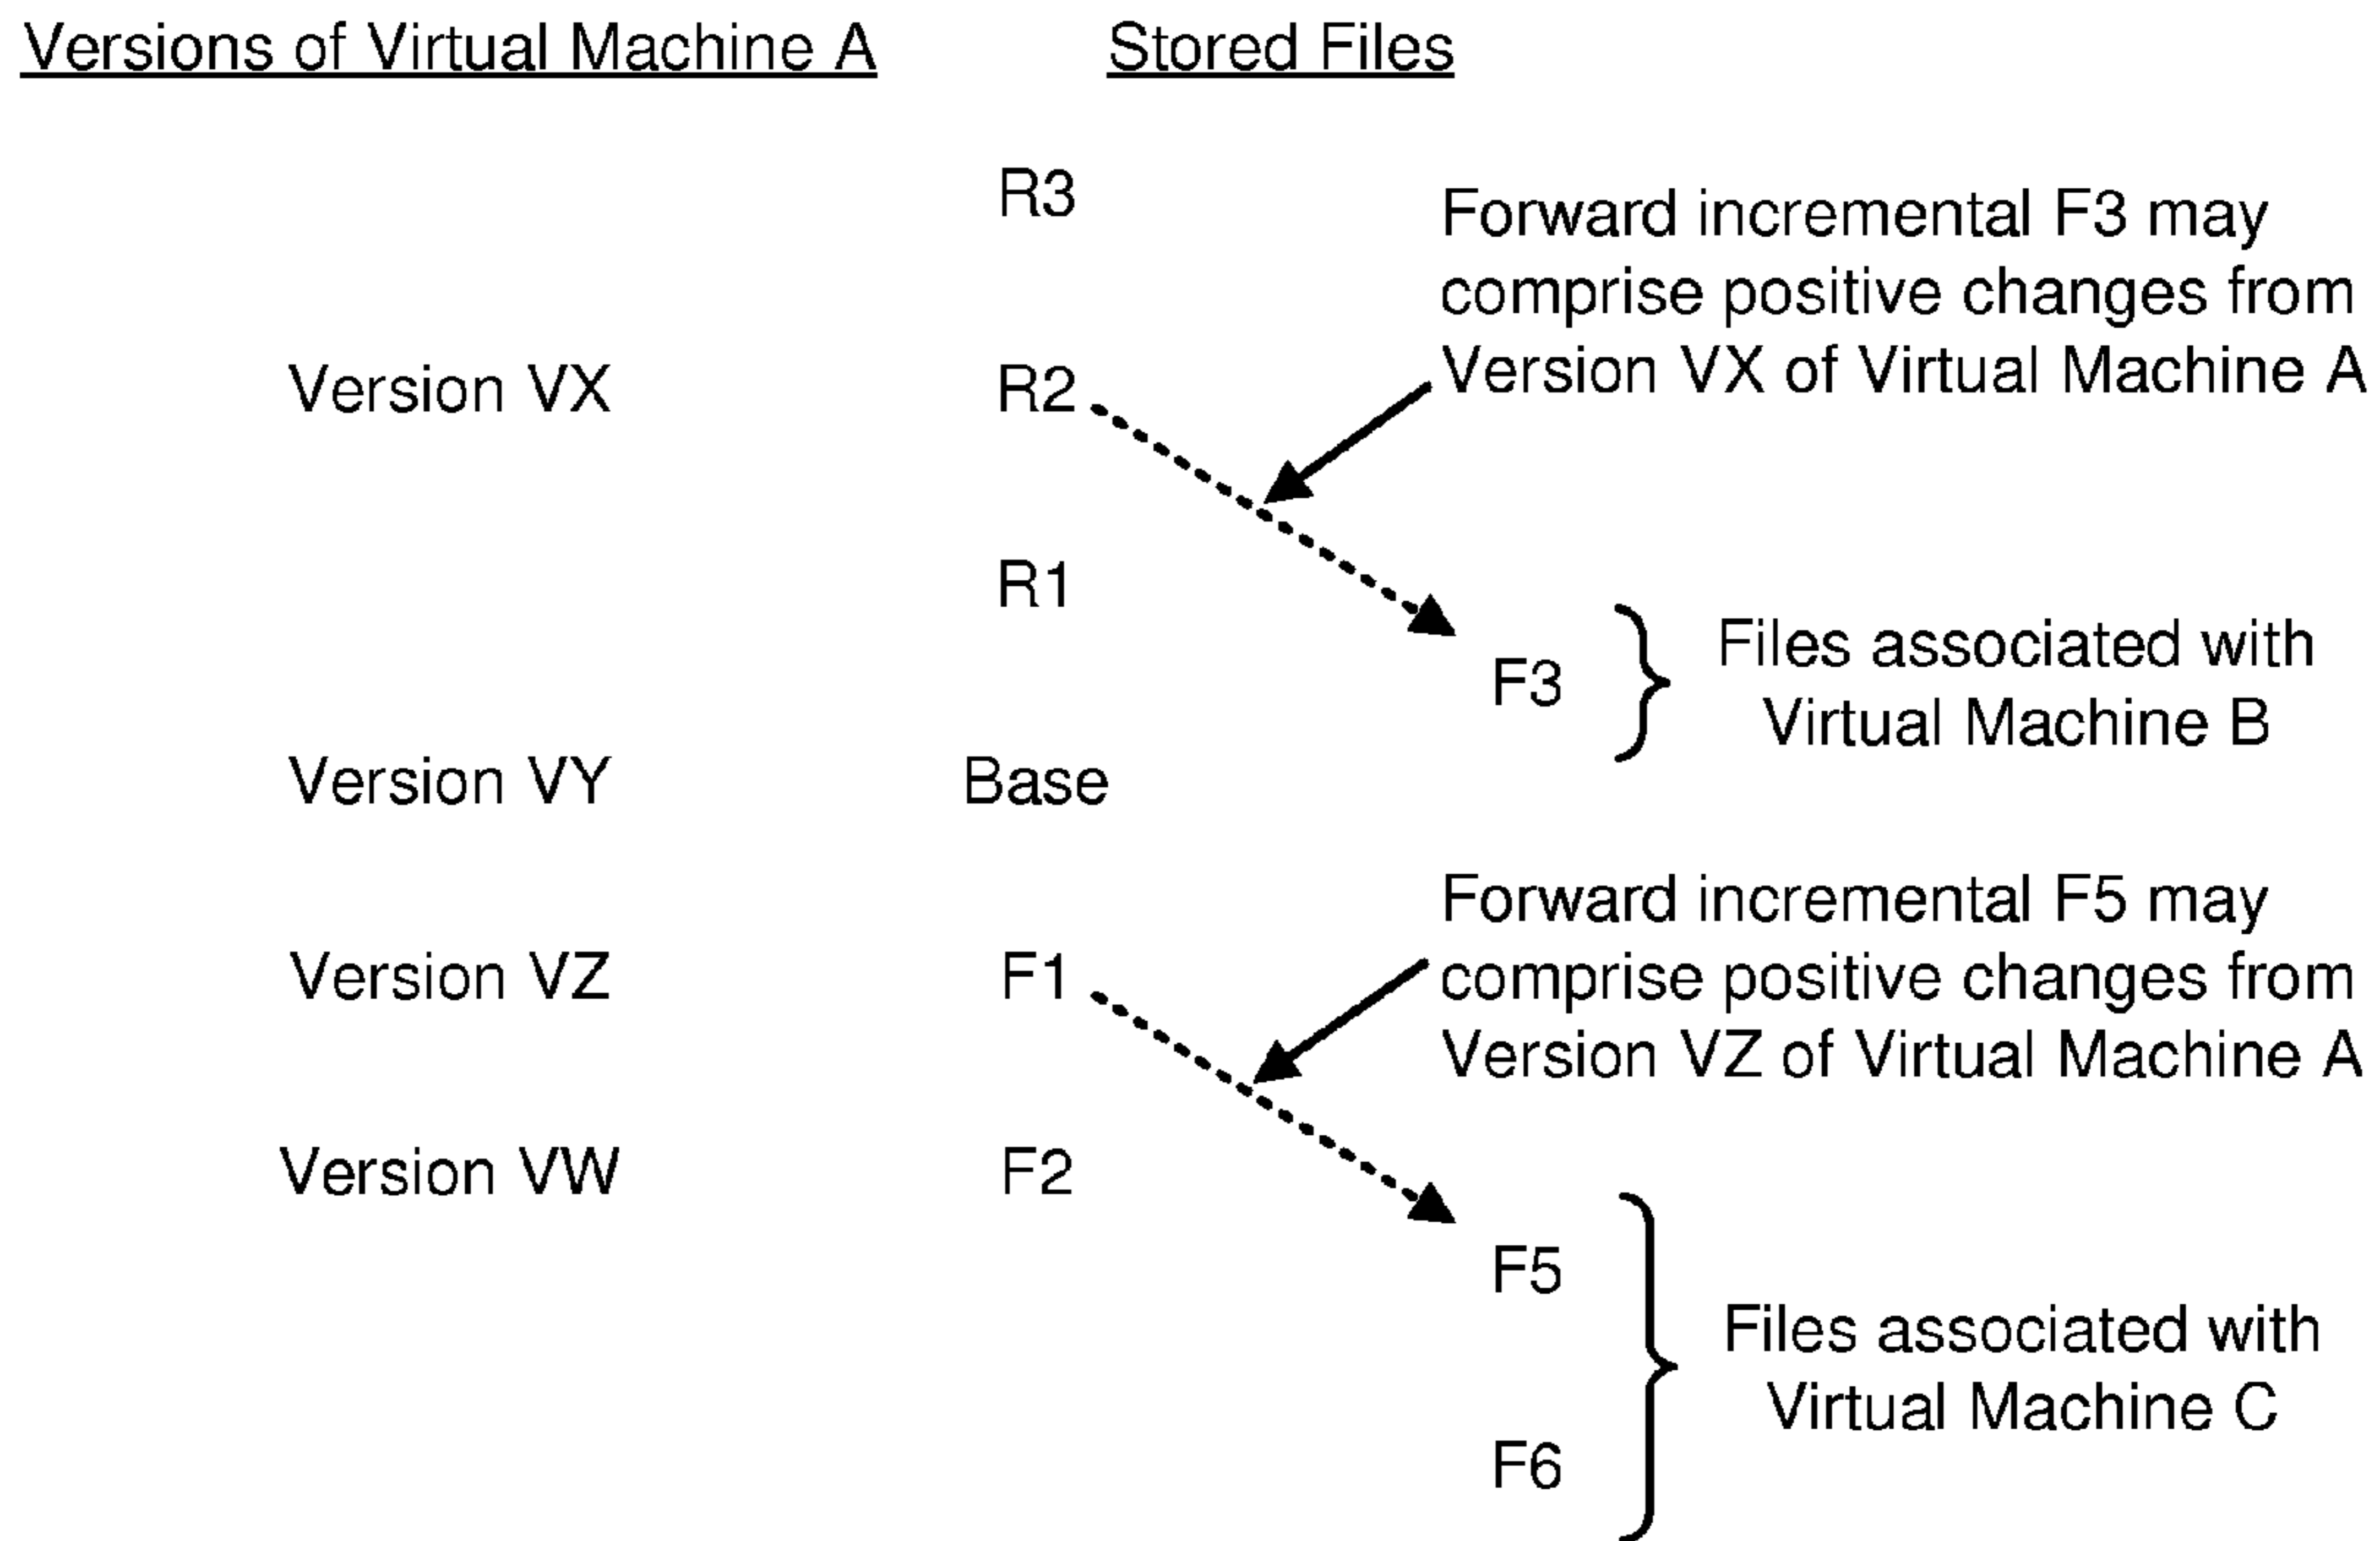 Versions of Virtual Machine A
Stored Files
R3
Forward incremental F3 may
comprise positive changes from
Version VX of Virtual Machine A
Version VX
R2
R1
F3
Files associated with
Virtual Machine B
Version VY
Base
Forward incremental F5 may
comprise positive changes from
Version VZ of Virtual Machine A
Version VZ
F1
Version VW
F2
F5
Files associated with
Virtual Machine C
F6